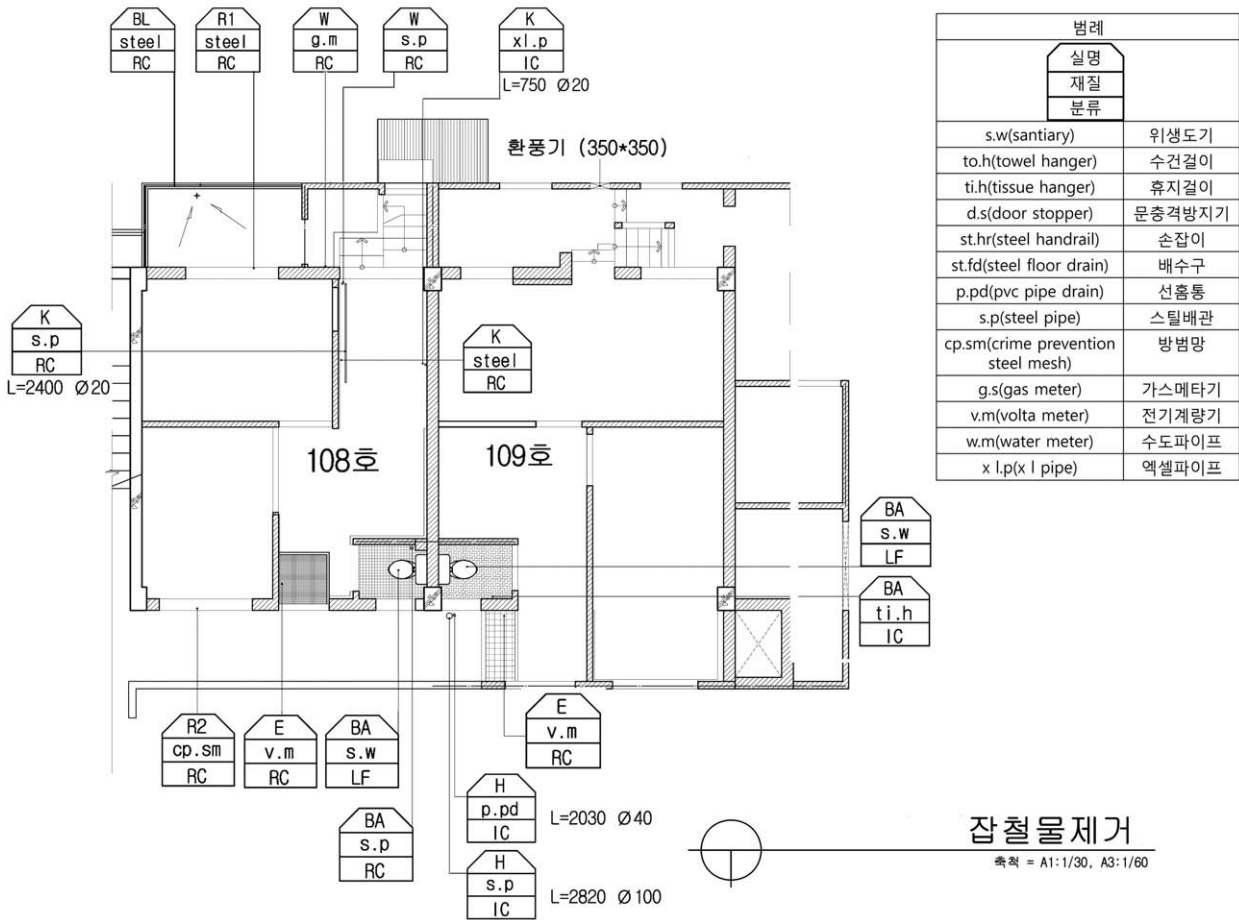 BL
steel
RC
R1
steel
RC
W
g.m
RC
W
s.p
RC
K
xl.p
IC
L=750 Ø20
환풍기 (350*350)
K
s.p
RC
L=2400 Ø20
K
steel
RC
108호
109호
BA
s.w
LF
BA
ti.h
IC
R2
cp.sm
RC
E
v.m
RC
BA
s.w
LF
E
v.m
RC
BA
s.p
RC
H
p.pd
IC
L=2030 Ø40
H
s.p
IC
L=2820 Ø100
범례
실명
재질
분류
s.w(santiary) 위생도기
to.h(towel hanger) 수건걸이
ti.h(tissue hanger) 휴지걸이
d.s(door stopper) 문충격방지기
st.hr(steel handrail) 손잡이
st.fd(steel floor drain) 배수구
p.pd(pvc pipe drain) 선홈통
s.p(steel pipe) 스틸배관
cp.sm(crime prevention 방범망
steel mesh)
g.s(gas meter) 가스메타기
v.m(volta meter) 전기계량기
w.m(water meter) 수도파이프
x l.p(x l pipe) 엑셀파이프
잡철물제거
축척 = A1:1/30, A3:1/60